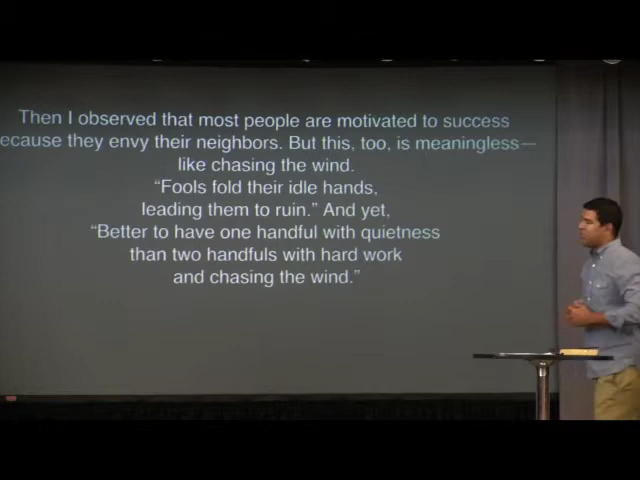 Then I observed that most people are motivated to success
ecause they envy their neighbors. But this, too, is meaningless—
like chasing the wind.
“Fools fold their idle hands,
leading them to ruin.” And yet,
“Better to have one handful with quietness
than two handfuls with hard work
and chasing the wind.”